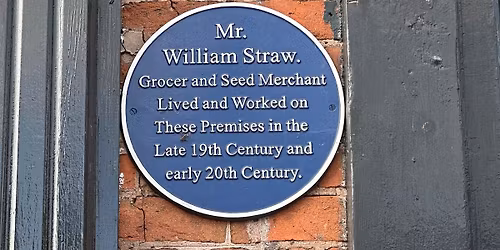 Mr.
William Straw.
Grocer and Seed Merchant
Lived and Worked on
These Premises in the
Late 19th Century and
early 20th Century.